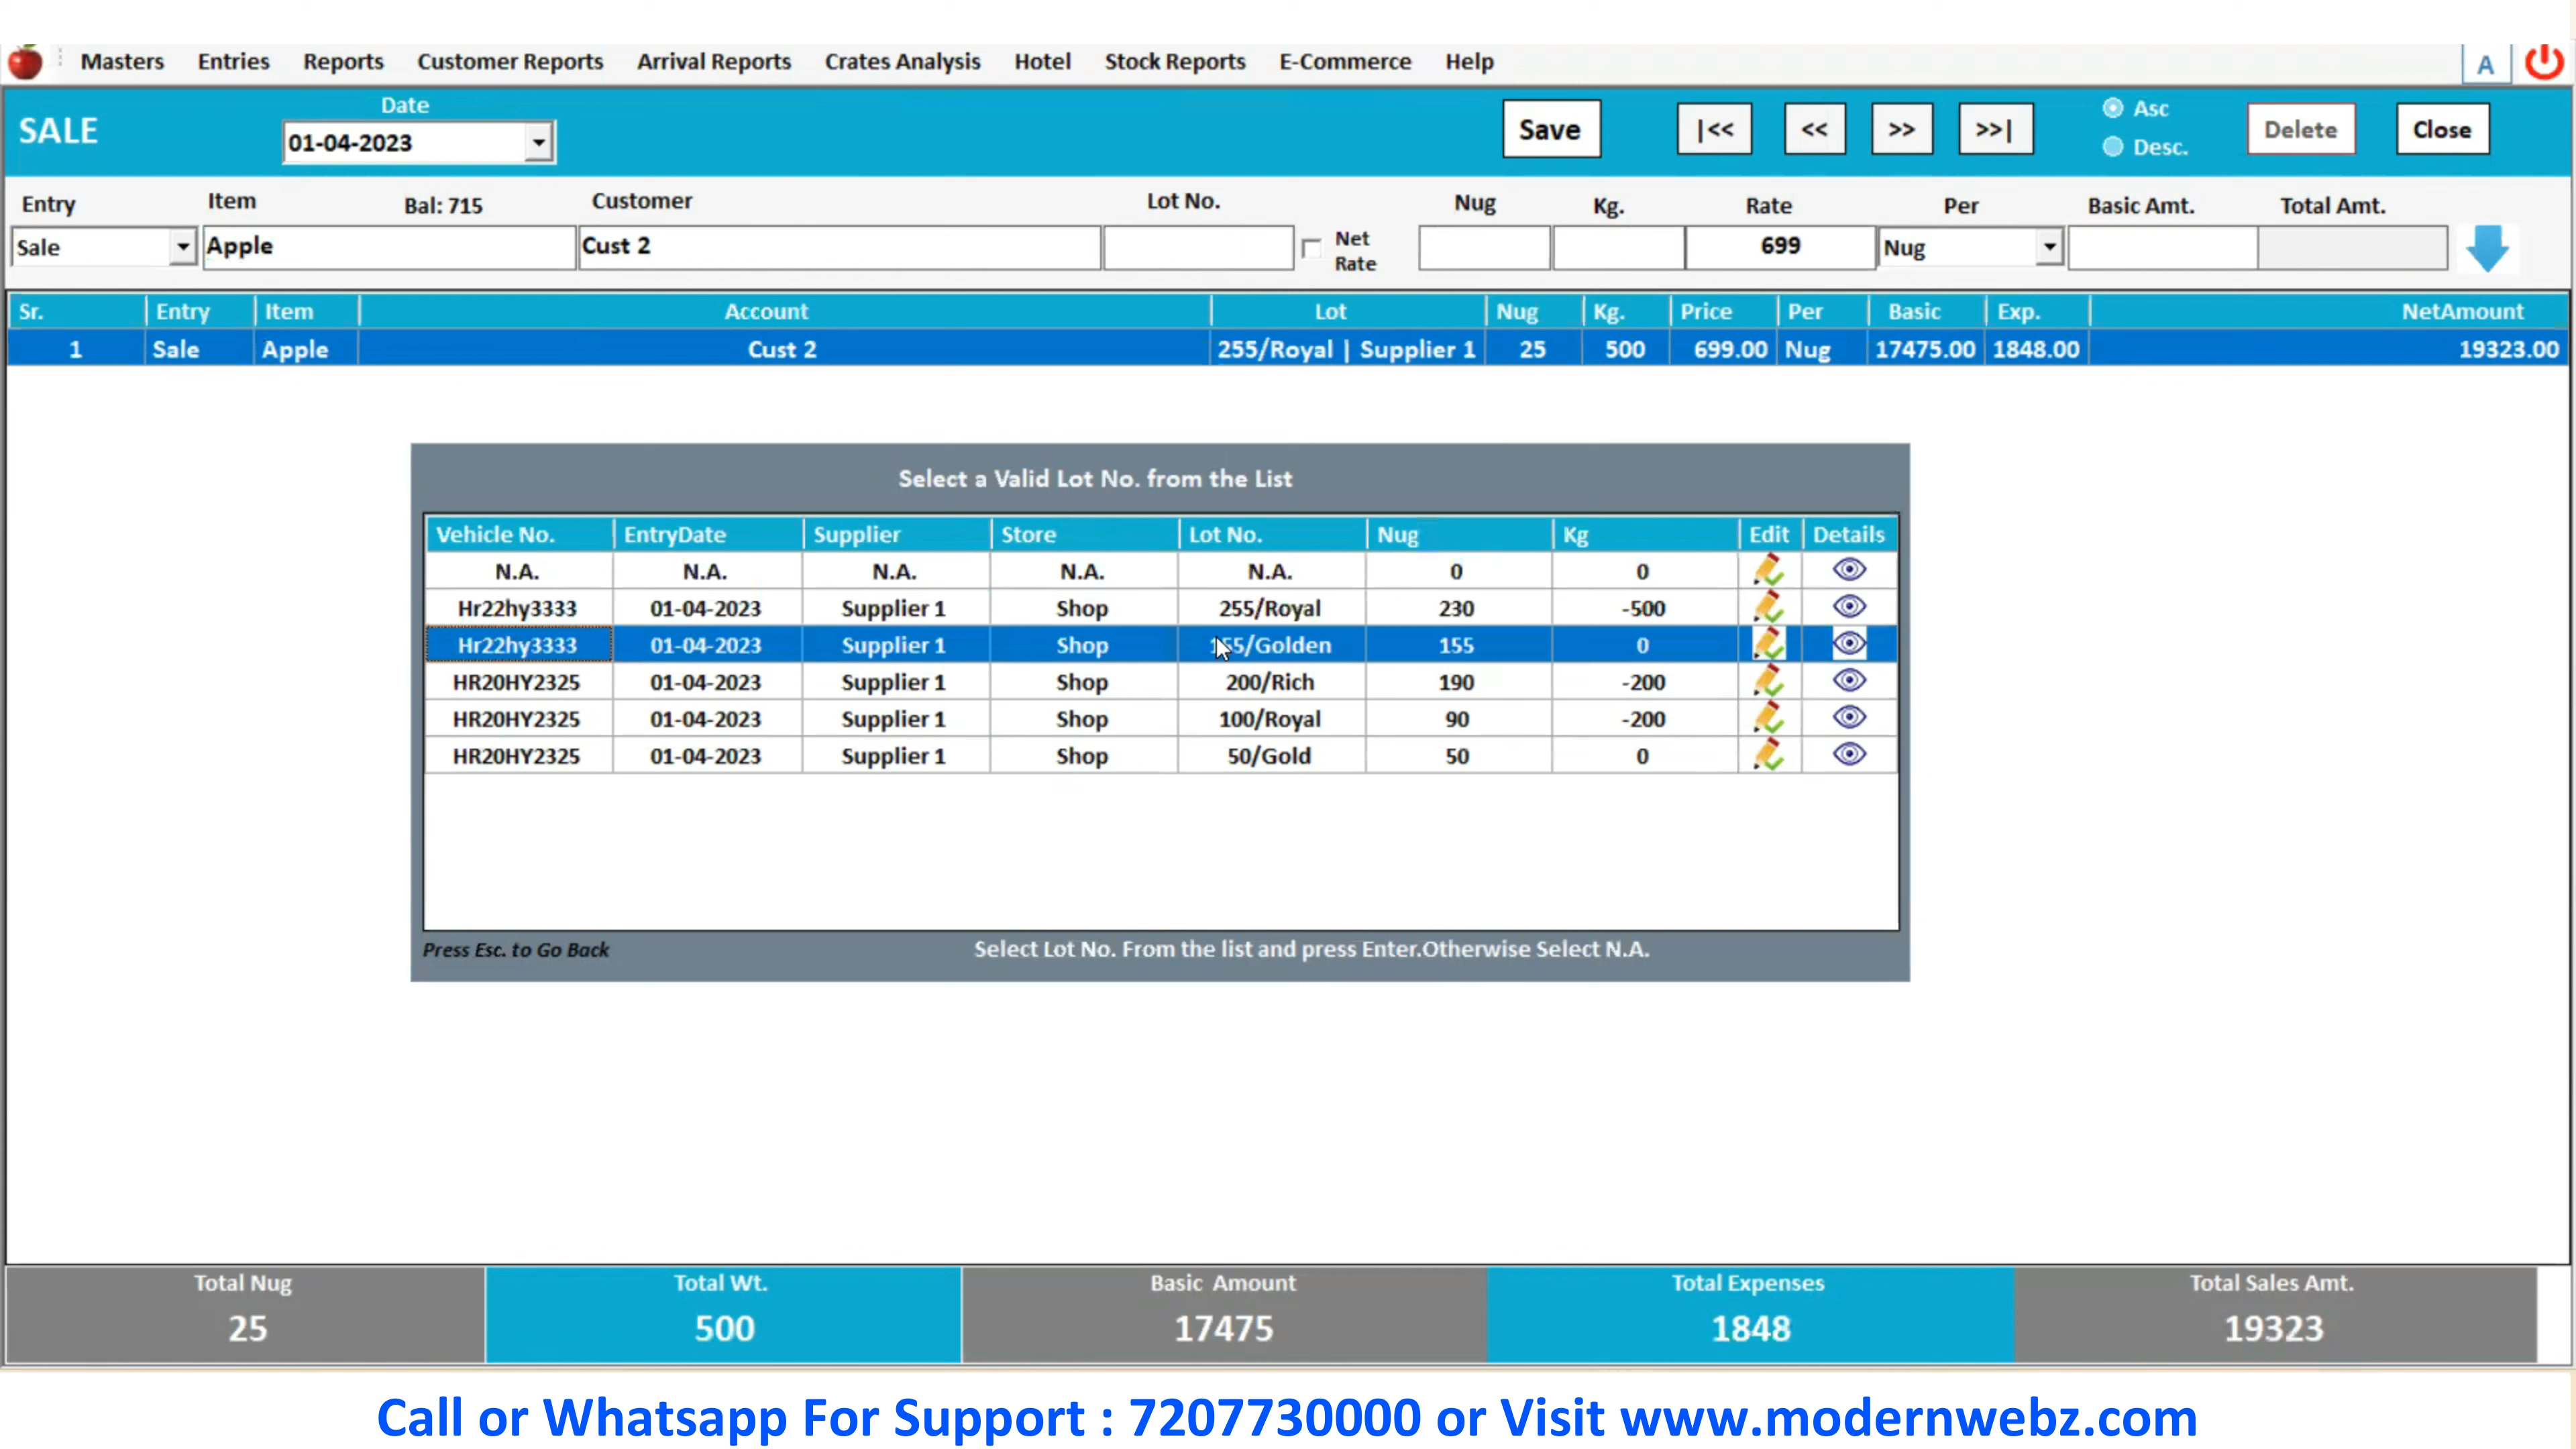 Masters Entries Reports Customer Reports Arrival Reports Crates Analysis Hotel Stock Reports E-Commerce Help A
SALE Date 01-04-2023 Save |<< << >> >>| Asc Desc. Delete Close
Entry Item Bal: 715 Customer Lot No. Nug Kg. Rate Per Basic Amt. Total Amt.
Sale Apple Cust 2 Net Rate 699 Nug
Sr. Entry Item Account Lot Nug Kg. Price Per Basic Exp. NetAmount
1 Sale Apple Cust 2 255/Royal | Supplier 1 25 500 699.00 Nug 17475.00 1848.00 19323.00
Select a Valid Lot No. from the List
Vehicle No. EntryDate Supplier Store Lot No. Nug Kg Edit Details
N.A. N.A. N.A. N.A. N.A. 0 0
Hr22hy3333 01-04-2023 Supplier 1 Shop 255/Royal 230 -500
Hr22hy3333 01-04-2023 Supplier 1 Shop 155/Golden 155 0
HR20HY2325 01-04-2023 Supplier 1 Shop 200/Rich 190 -200
HR20HY2325 01-04-2023 Supplier 1 Shop 100/Royal 90 -200
HR20HY2325 01-04-2023 Supplier 1 Shop 50/Gold 50 0
Press Esc. to Go Back Select Lot No. From the list and press Enter.Otherwise Select N.A.
Total Nug Total Wt. Basic Amount Total Expenses Total Sales Amt.
25 500 17475 1848 19323
Call or Whatsapp For Support : 7207730000 or Visit www.modernwebz.com